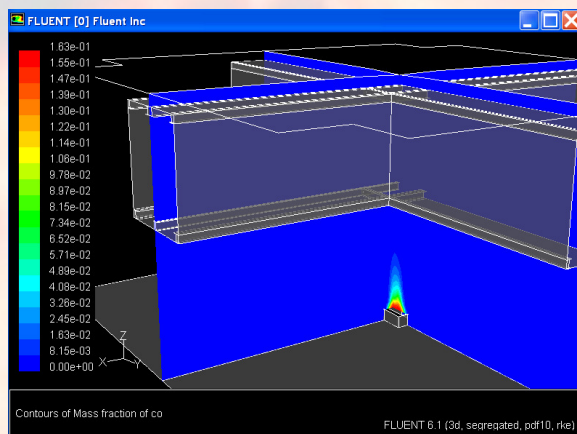 FLUENT [0] Fluent Inc
1.63e-01
1.55e-01
1.47e-01
1.39e-01
1.30e-01
1.22e-01
1.14e-01
1.06e-01
9.78e-02
8.97e-02
8.15e-02
7.34e-02
6.52e-02
5.71e-02
4.89e-02
4.08e-02
3.26e-02
2.45e-02
1.63e-02
8.15e-03
0.00e+00
Z
X
Y
Contours of Mass fraction of co
FLUENT 6.1 (3d, segregated, pdf10, rke)